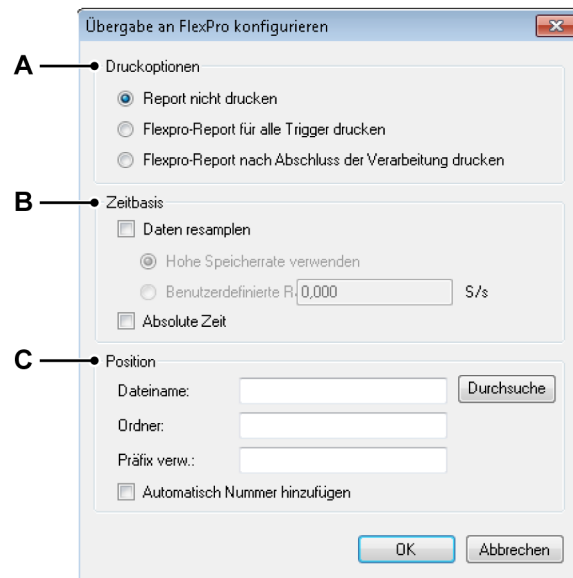 Übergabe an FlexPro konfigurieren
A
Druckoptionen
Report nicht drucken
Flexpro-Report für alle Trigger drucken
Flexpro-Report nach Abschluss der Verarbeitung drucken
B
Zeitbasis
Daten resamplen
Hohe Speicherrate verwenden
Benutzerdefinierte 0,000 S/s
Absolute Zeit
C
Position
Dateiname: Durchsuche
Ordner:
Präfix verw.:
Automatisch Nummer hinzufügen
OK Abbrechen